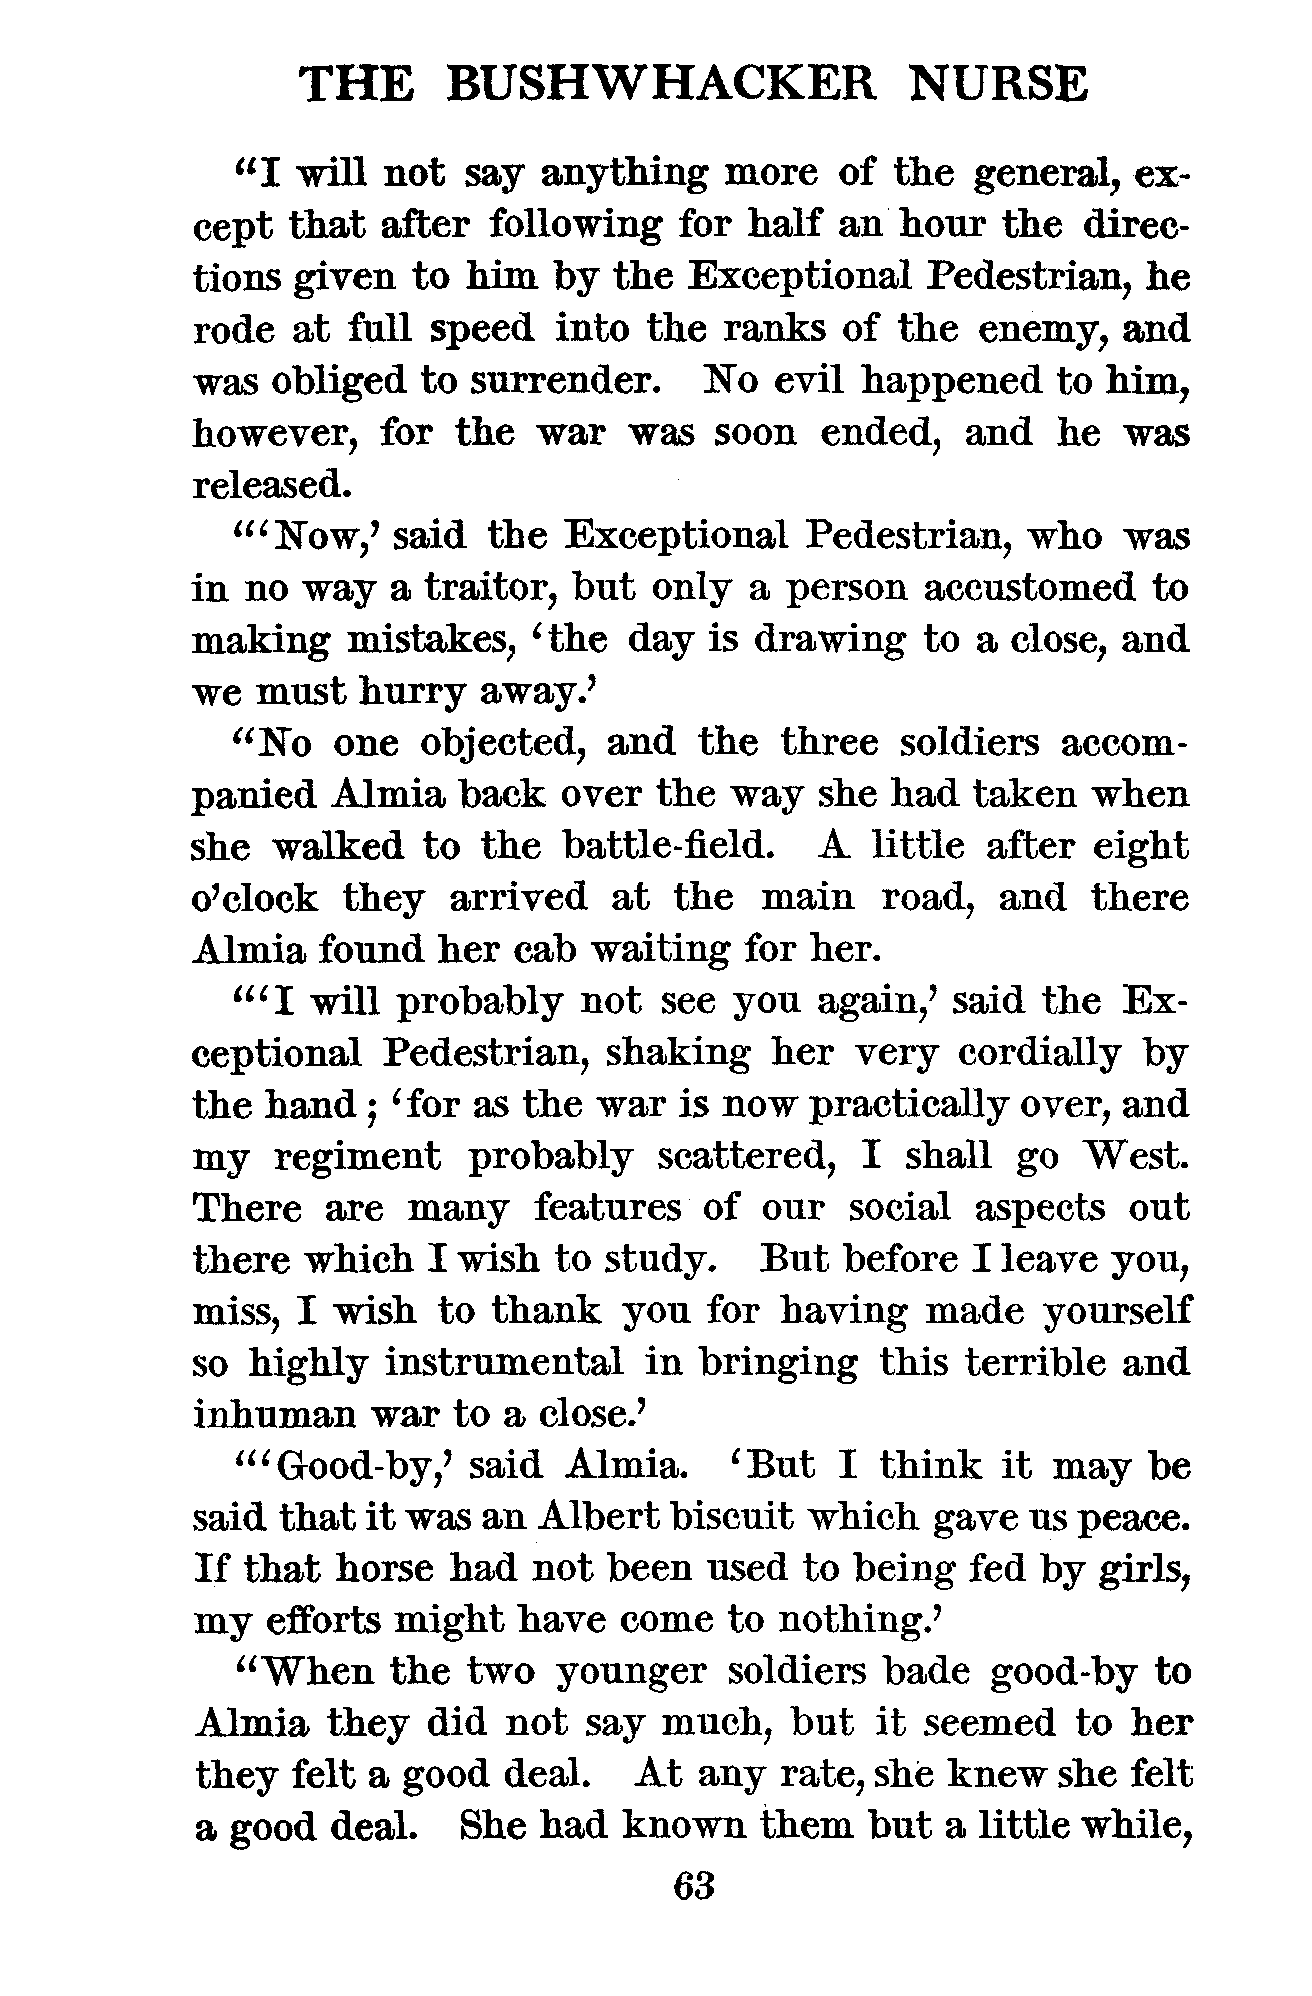 THE BUSHWHACKER NURSE
“I will not say anything more of the general, ex-
cept that after following for half an hour the direc-
tions given to him by the Exceptional Pedestrian, he
rode at full speed into the ranks of the enemy, and
was obliged to surrender. No evil happened to him,
however, for the war was soon ended, and he was
released.
“‘Now,’ said the Exceptional Pedestrian, who was
in no way a traitor, but only a person accustomed to
making mistakes, ‘the day is drawing to a close, and
we must hurry away.’
“No one objected, and the three soldiers accom-
panied Almia back over the way she had taken when
she walked to the battle-field. A little after eight
o’clock they arrived at the main road, and there
Almia found her cab waiting for her.
“‘I will probably not see you again,’ said the Ex-
ceptional Pedestrian, shaking her very cordially by
the hand; ‘for as the war is now practically over, and
my regiment probably scattered, I shall go West.
There are many features of our social aspects out
there which I wish to study. But before I leave you,
miss, I wish to thank you for having made yourself
so highly instrumental in bringing this terrible and
inhuman war to a close.’
“‘Good-by,’ said Almia. ‘But I think it may be
said that it was an Albert biscuit which gave us peace.
If that horse had not been used to being fed by girls,
my efforts might have come to nothing.’
“When the two younger soldiers bade good-by to
Almia they did not say much, but it seemed to her
they felt a good deal. At any rate, she knew she felt
a good deal. She had known them but a little while,
63